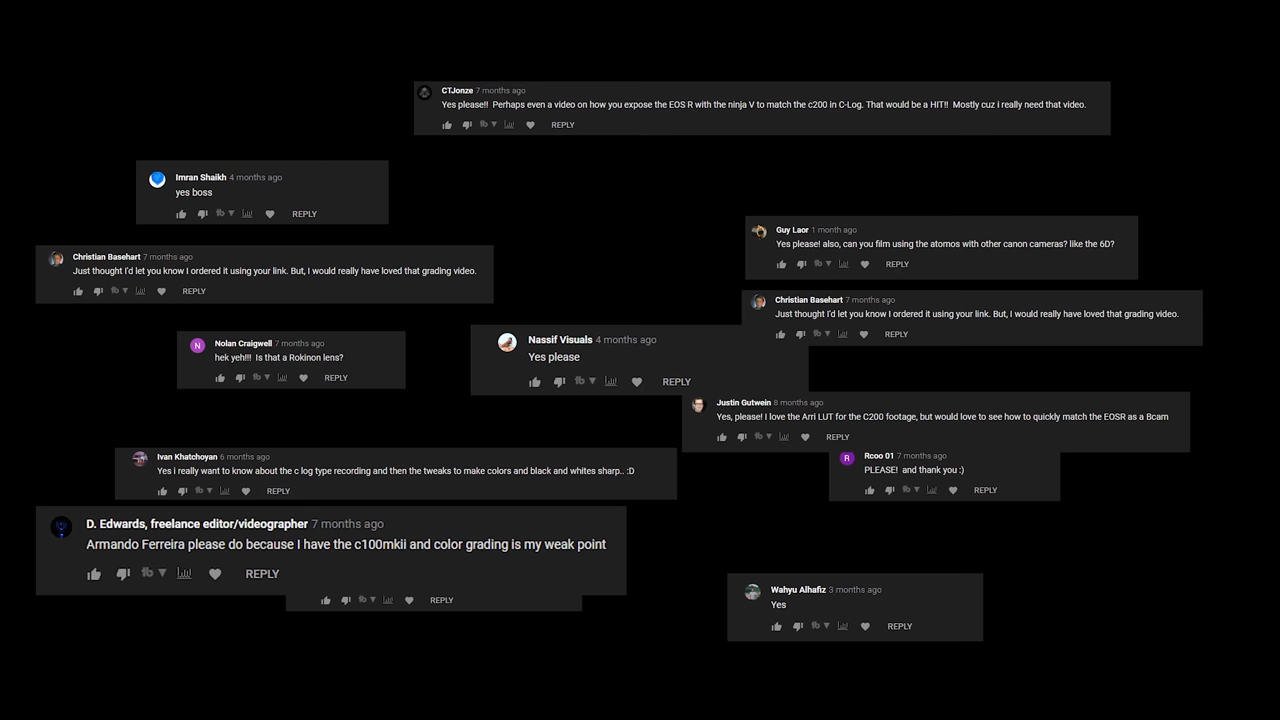 CTJonze 7 months ago
Yes please!! Perhaps even a video on how you expose the EOS R with the ninja V to match the c200 in C-Log. That would be a HIT!! Mostly cuz i really need that video.
REPLY
Imran Shaikh 4 months ago
yes boss
REPLY
Guy Laor 1 month ago
Yes please! also, can you film using the atomos with other canon cameras? like the 6D?
REPLY
Christian Basehart 7 months ago
Just thought I'd let you know I ordered it using your link. But, I would really have loved that grading video.
REPLY
Christian Basehart 7 months ago
Just thought I'd let you know I ordered it using your link. But, I would really have loved that grading video.
REPLY
Nolan Craigwell 7 months ago
N
hek yeh!!! Is that a Rokinon lens?
REPLY
Nassif Visuals 4 months ago
Yes please
REPLY
Justin Gutwein 8 months ago
Yes, please! I love the Arri LUT for the C200 footage, but would love to see how to quickly match the EOSR as a Bcam
REPLY
Ivan Khatchoyan 6 months ago
Yes i really want to know about the c log type recording and then the tweaks to make colors and black and whites sharp.. :D
REPLY
Rcoo 01 7 months ago
R
PLEASE! and thank you :)
REPLY
D. Edwards, freelance editor/videographer 7 months ago
Armando Ferreira please do because I have the c100mkii and color grading is my weak point
REPLY
REPLY
Wahyu Alhafiz 3 months ago
Yes
REPLY